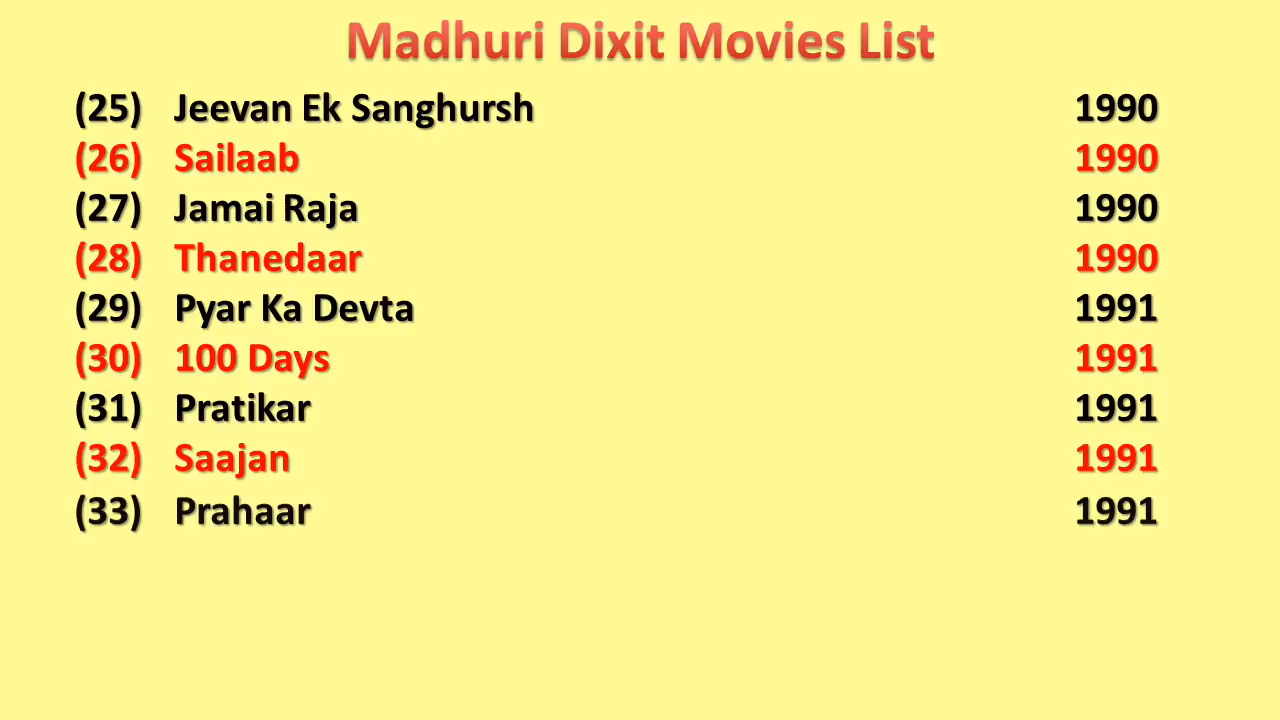 Madhuri Dixit Movies List
(25) Jeevan Ek Sanghursh 1990
(26) Sailaab 1990
(27) Jamai Raja 1990
(28) Thanedaar 1990
(29) Pyar Ka Devta 1991
(30) 100 Days 1991
(31) Pratikar 1991
(32) Saajan 1991
(33) Prahaar 1991